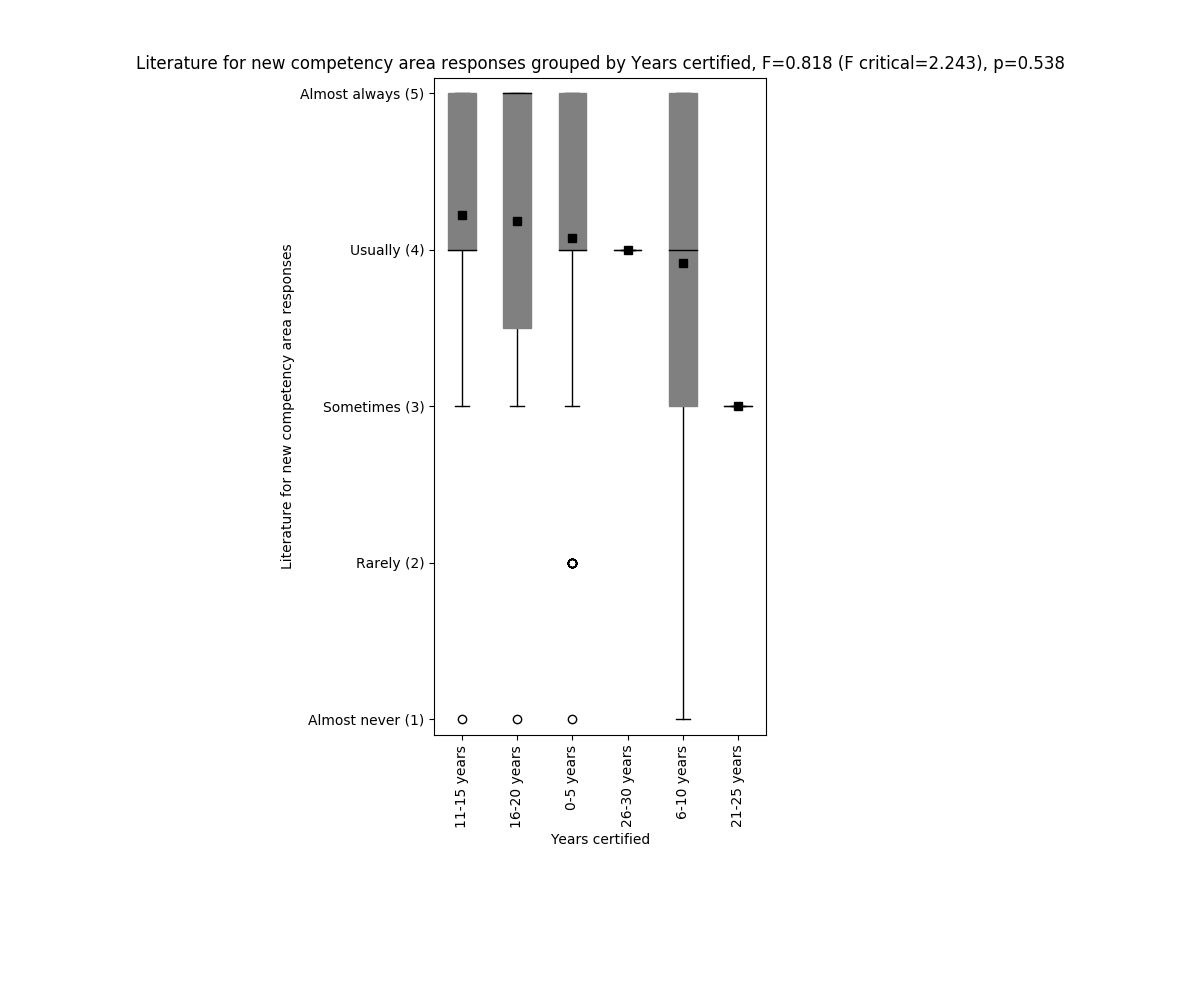 Literature for new competency area responses grouped by Years certified, F=0.818 (F critical=2.243), p=0.538
Almost always (5)
Usually (4)
Sometimes (3)
Rarely (2)
Almost never (1)
Literature for new competency area responses
11-15 years
16-20 years
0-5 years
26-30 years
6-10 years
21-25 years
Years certified